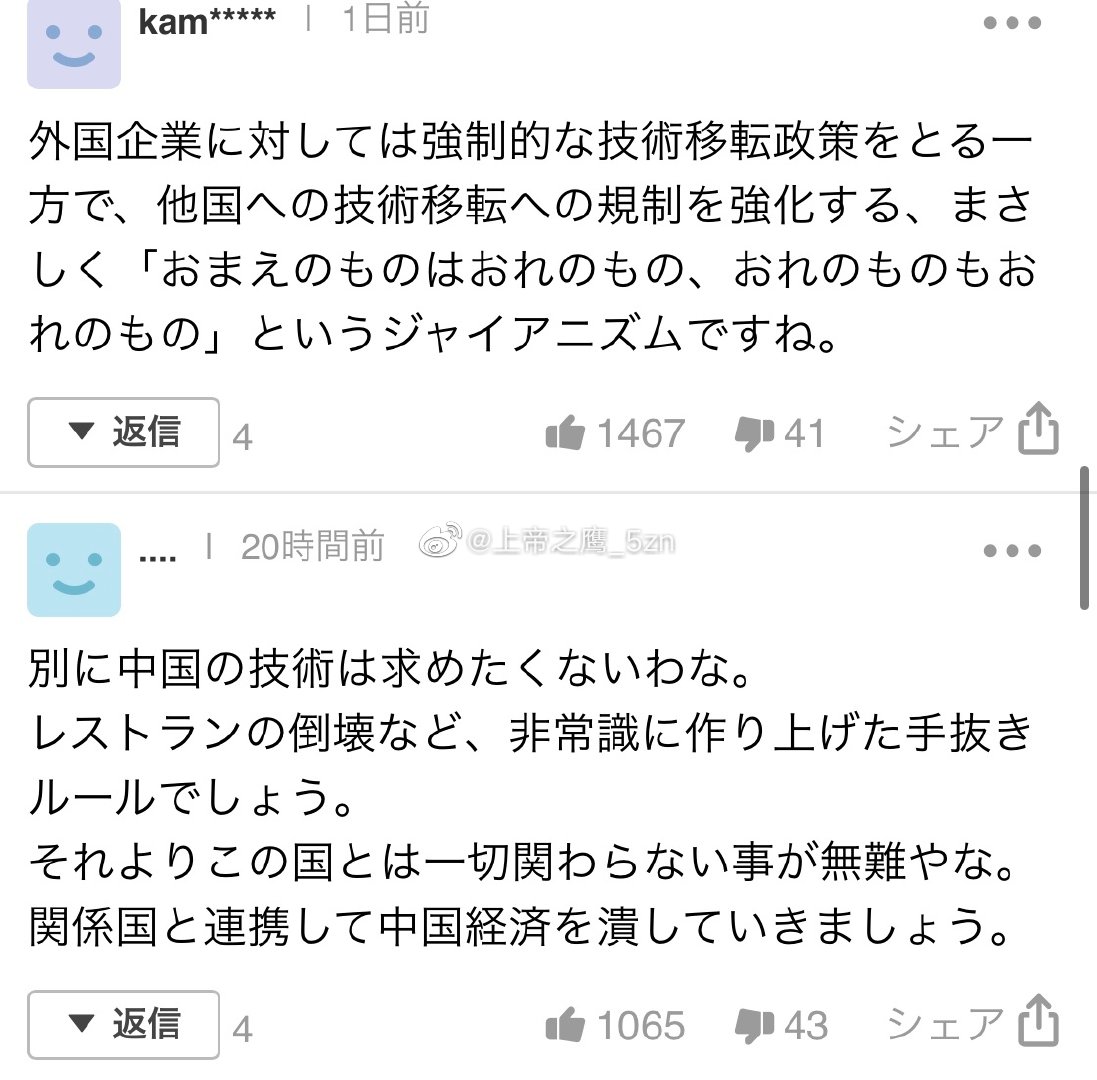 kam***** | 1日前
外国企業に対しては強制的な技術移転政策をとる一
方で、他国への技術移転への規制を強化する、まさ
しく「おまえのものはおれのもの、おれのものもお
れのもの」というジャイアニズムですね。
▼ 返信 4 1467 41 シェア
.... | 20時間前 @上帝之鹰_5zn
別に中国の技術は求めたくないわな。
レストランの倒壊など、非常識に作り上げた手抜き
ルールでしょう。
それよりこの国とは一切関わらない事が無難やな。
関係国と連携して中国経済を潰していきましょう。
▼ 返信 4 1065 43 シェア